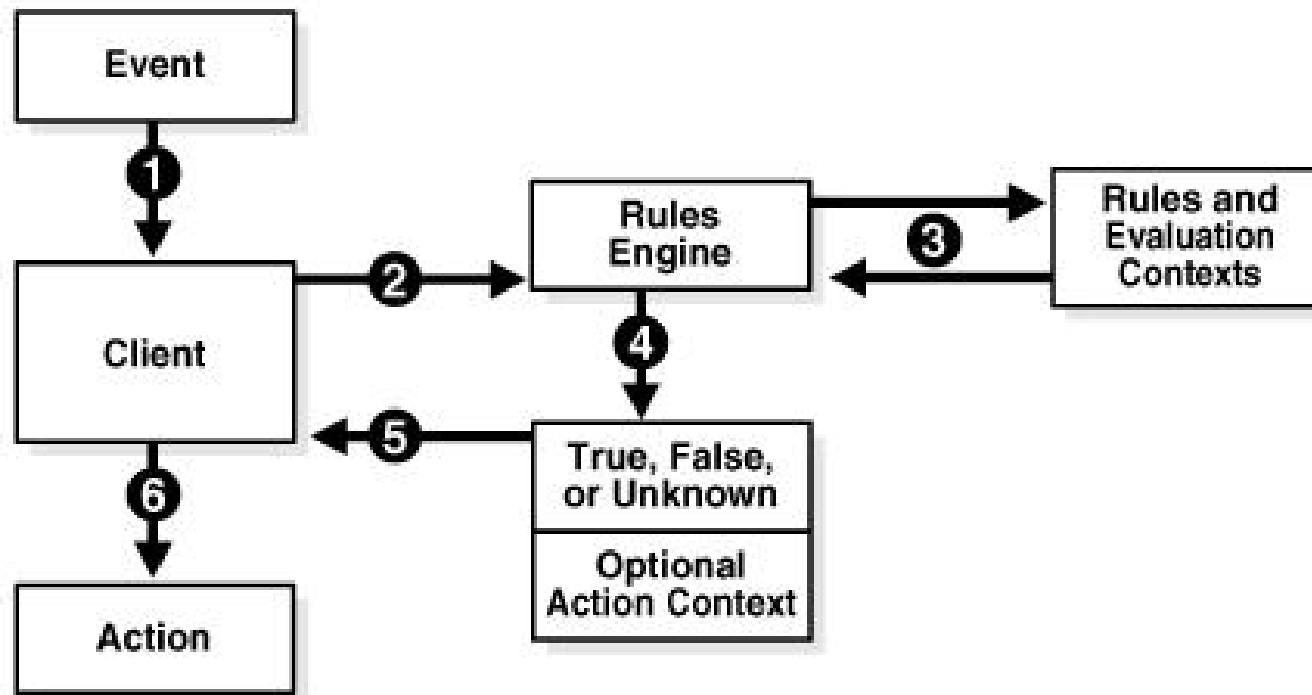 Event
1
Client
2
Rules
Engine
3
Rules and
Evaluation
Contexts
4
True, False,
or Unknown
Optional
Action Context
5
6
Action